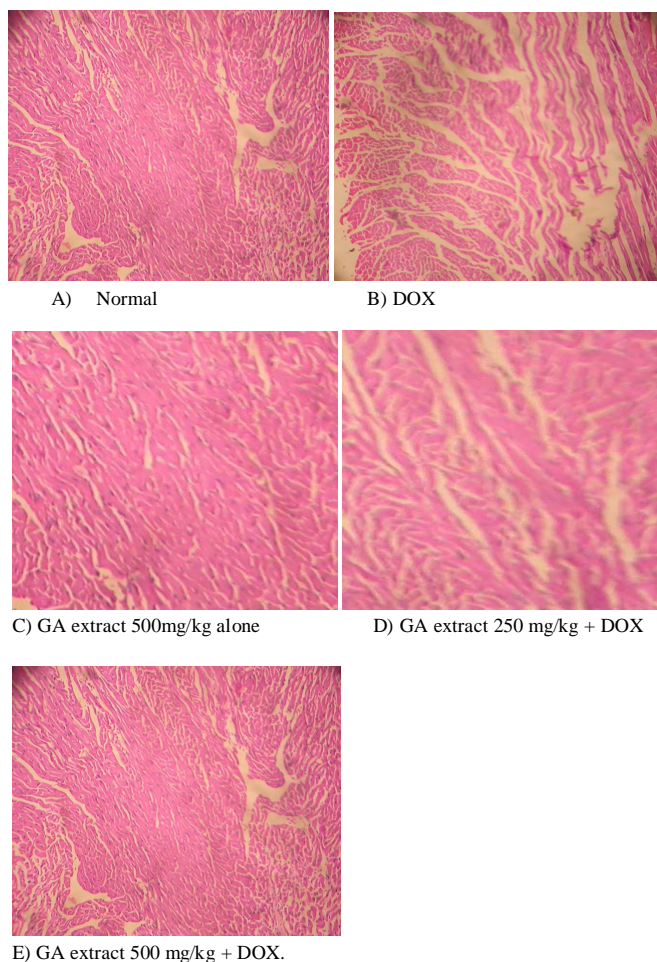 A) Normal
B) DOX
C) GA extract 500mg/kg alone
D) GA extract 250 mg/kg + DOX
E) GA extract 500 mg/kg + DOX.